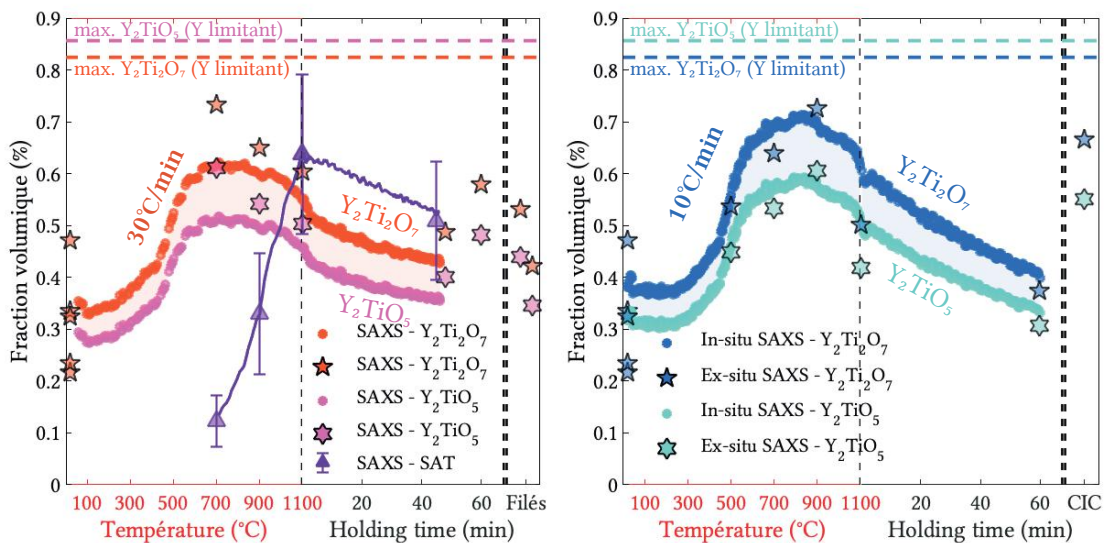 max. Y₂TiO₅ (Y limitant)
max. Y₂Ti₂O₇ (Y limitant)
30°C/min
Y₂Ti₂O₇
Y₂TiO₅
SAXS - Y₂Ti₂O₇
SAXS - Y₂Ti₂O₇
SAXS - Y₂TiO₅
SAXS - Y₂TiO₅
SAXS - SAT
Fraction volumique (%)
0.9
0.8
0.7
0.6
0.5
0.4
0.3
0.2
0.1
0
100 300 500 700 900 1100 20 40 60 Filés
Température (°C) Holding time (min)
max. Y₂TiO₅ (Y limitant)
max. Y₂Ti₂O₇ (Y limitant)
10°C/min
Y₂Ti₂O₇
Y₂TiO₅
In-situ SAXS - Y₂Ti₂O₇
Ex-situ SAXS - Y₂Ti₂O₇
In-situ SAXS - Y₂TiO₅
Ex-situ SAXS - Y₂TiO₅
Fraction volumique (%)
0.9
0.8
0.7
0.6
0.5
0.4
0.3
0.2
0.1
0
100 300 500 700 900 1100 20 40 60 CIC
Température (°C) Holding time (min)